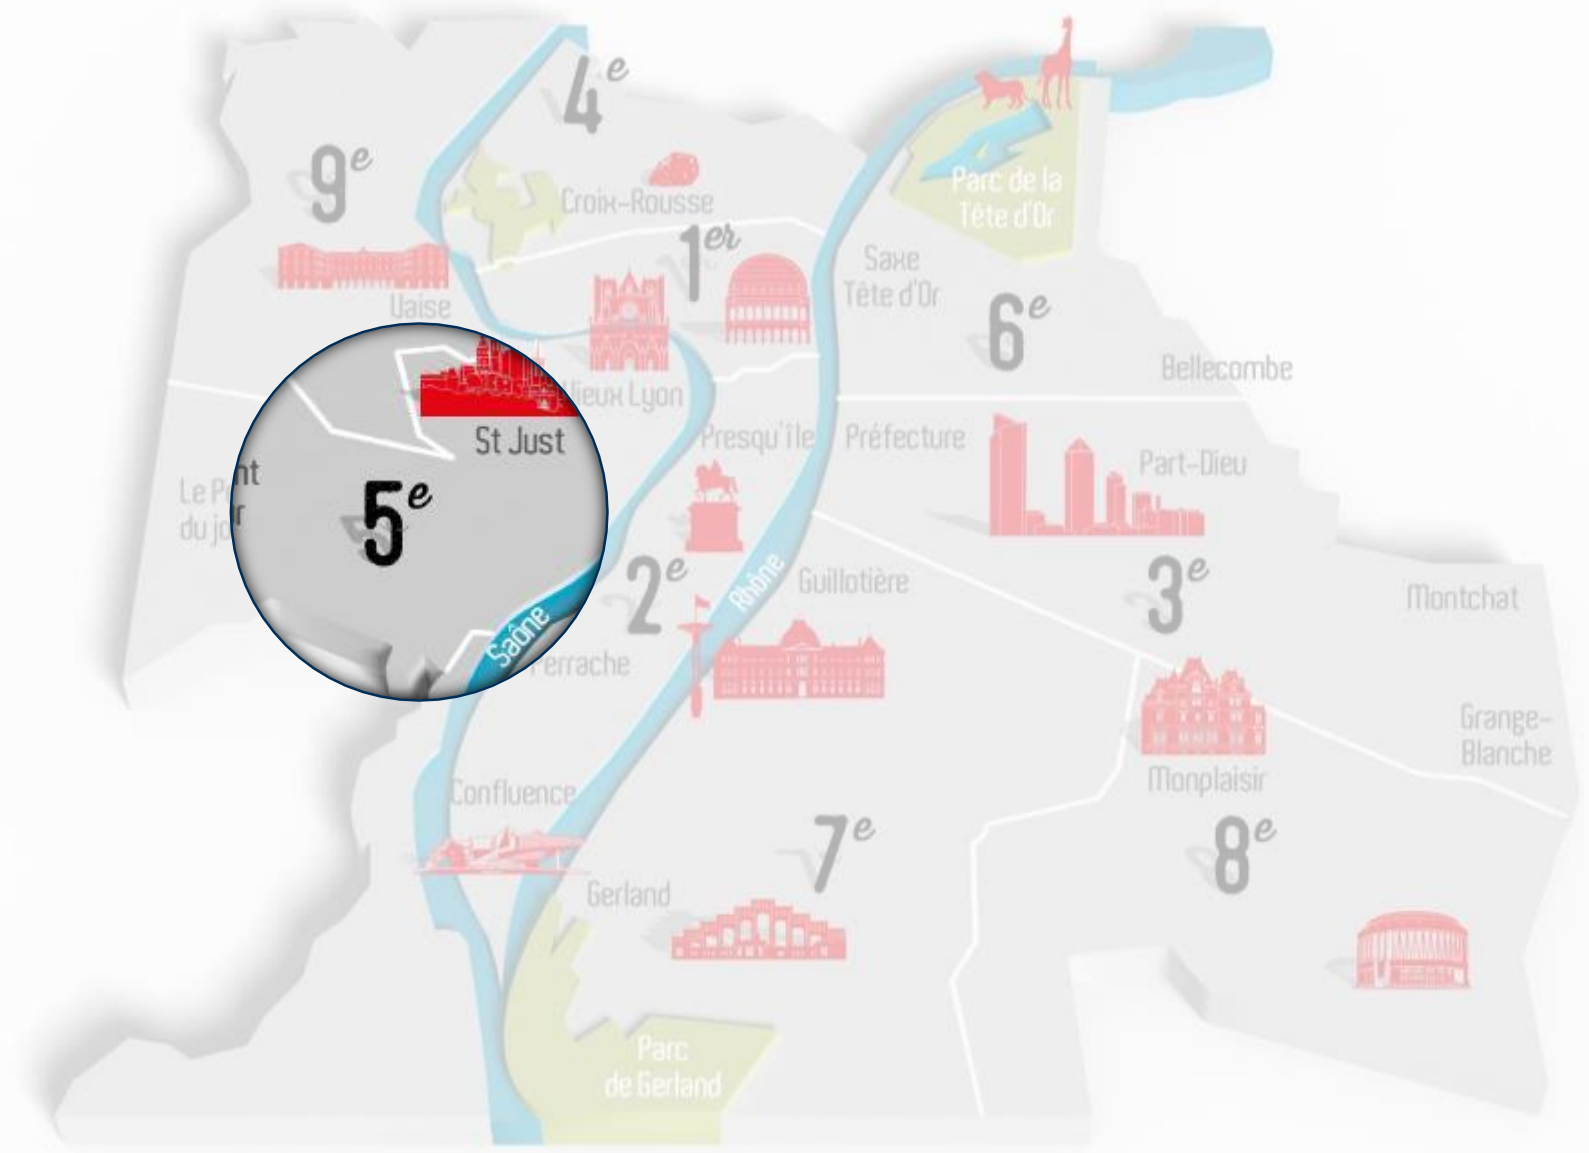 4e
9e
Croix-Rousse
1er
Parc de la
Tête d'Or
Saxe
Tête d'Or
6e
Vaise
Bellecombe
Vieux Lyon
St Just
Presqu'île
Préfecture
Part-Dieu
5e
2e
Rhône
Guillotière
3e
Montchat
Saône
Perrache
Grange-
Blanche
Monplaisir
Confluence
7e
8e
Gerland
Parc
de Gerland